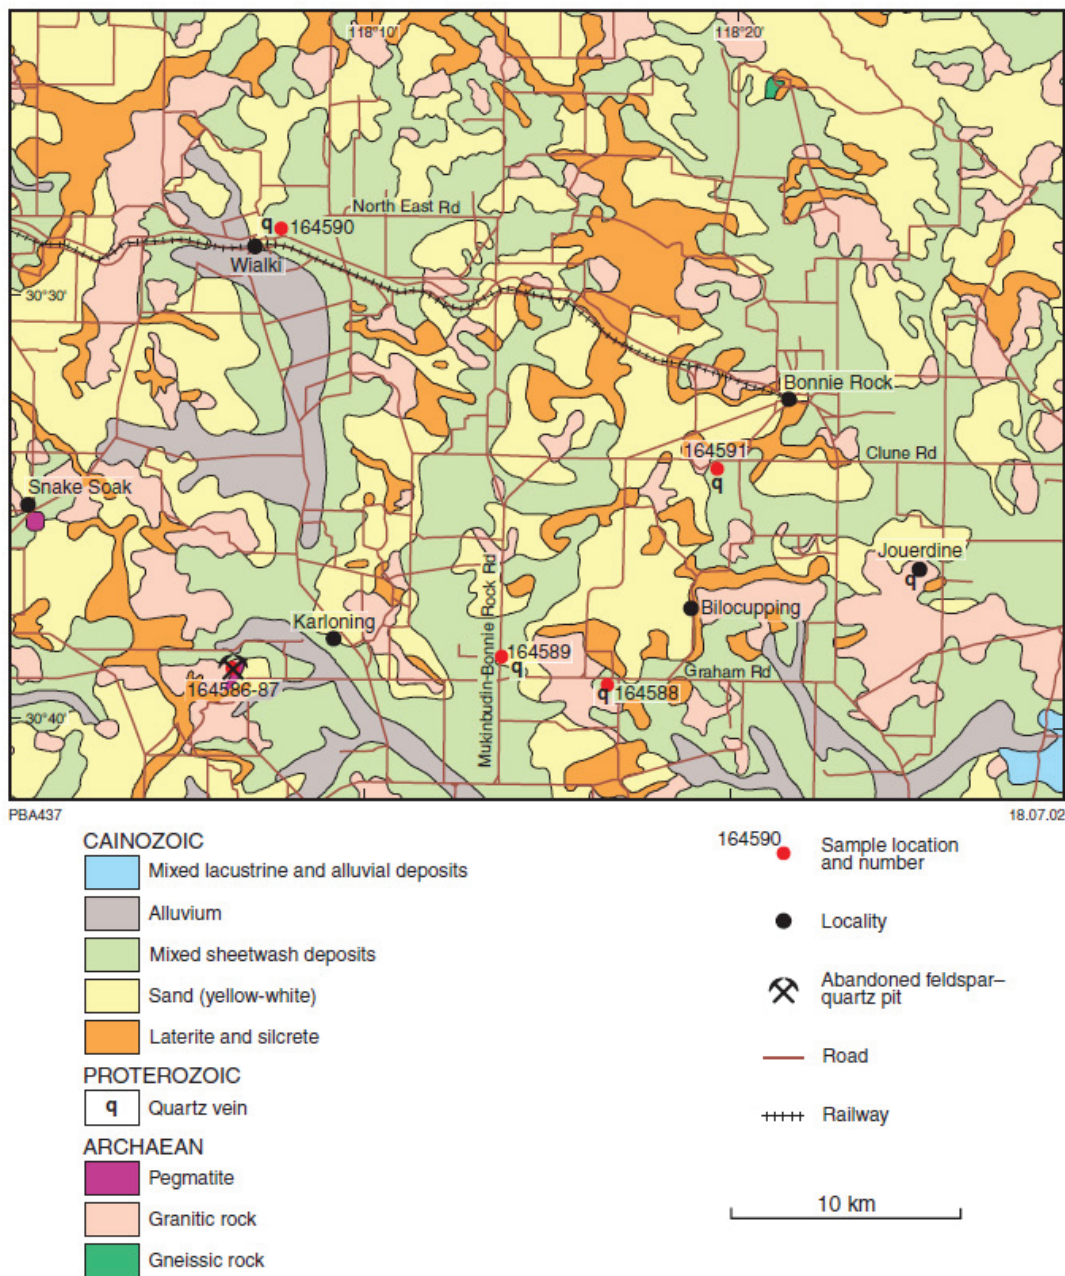 118°10'
118°20'
North East Rd
q
164590
Wialki
30°30'
Bonnie Rock
164591
Clune Rd
q
Snake Soak
Jouerdine
q
Mukinbudin-Bonnie Rock Rd
Bilocupping
Karloning
164589
q
Graham Rd
164586-87
q
164588
30°40'
PBA437
18.07.02
CAINOZOIC
Mixed lacustrine and alluvial deposits
Alluvium
Mixed sheetwash deposits
Sand (yellow-white)
Laterite and silcrete
PROTEROZOIC
q
Quartz vein
ARCHAEAN
Pegmatite
Granitic rock
Gneissic rock
164590
Sample location
and number
Locality
Abandoned feldspar–
quartz pit
Road
Railway
10 km